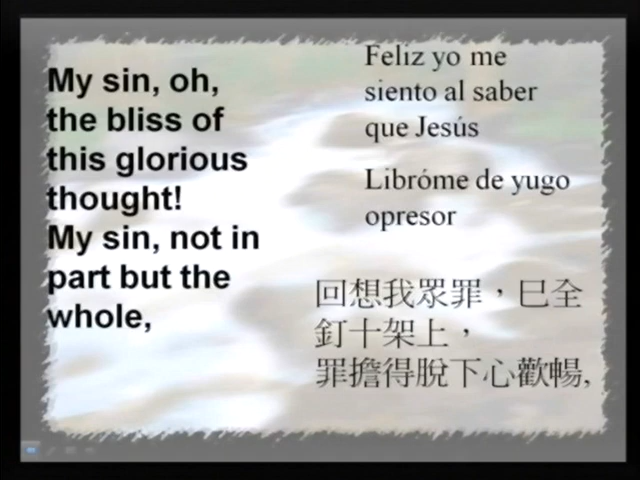 My sin, oh,
the bliss of
this glorious
thought!
My sin, not in
part but the
whole,
Feliz yo me
siento al saber
que Jesús
Libróme de yugo
opresor
回想我眾罪，巳全
釘十架上，
罪擔得脫下心歡暢,